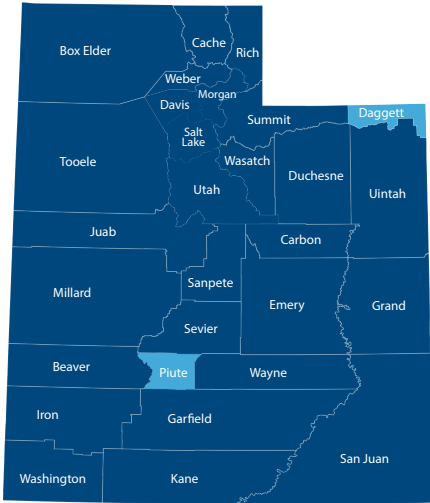 Cache
Box Elder
Rich
Weber
Morgan
Davis
Daggett
Summit
Salt
Lake
Tooele
Wasatch
Duchesne
Utah
Uintah
Juab
Carbon
Sanpete
Millard
Emery
Grand
Sevier
Beaver
Piute
Wayne
Iron
Garfield
San Juan
Washington
Kane